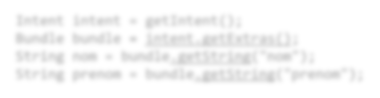 Intent intent = getIntent();
Bundle bundle = intent.getExtras();
String nom = bundle.getString("nom");
String prenom = bundle.getString("prenom");